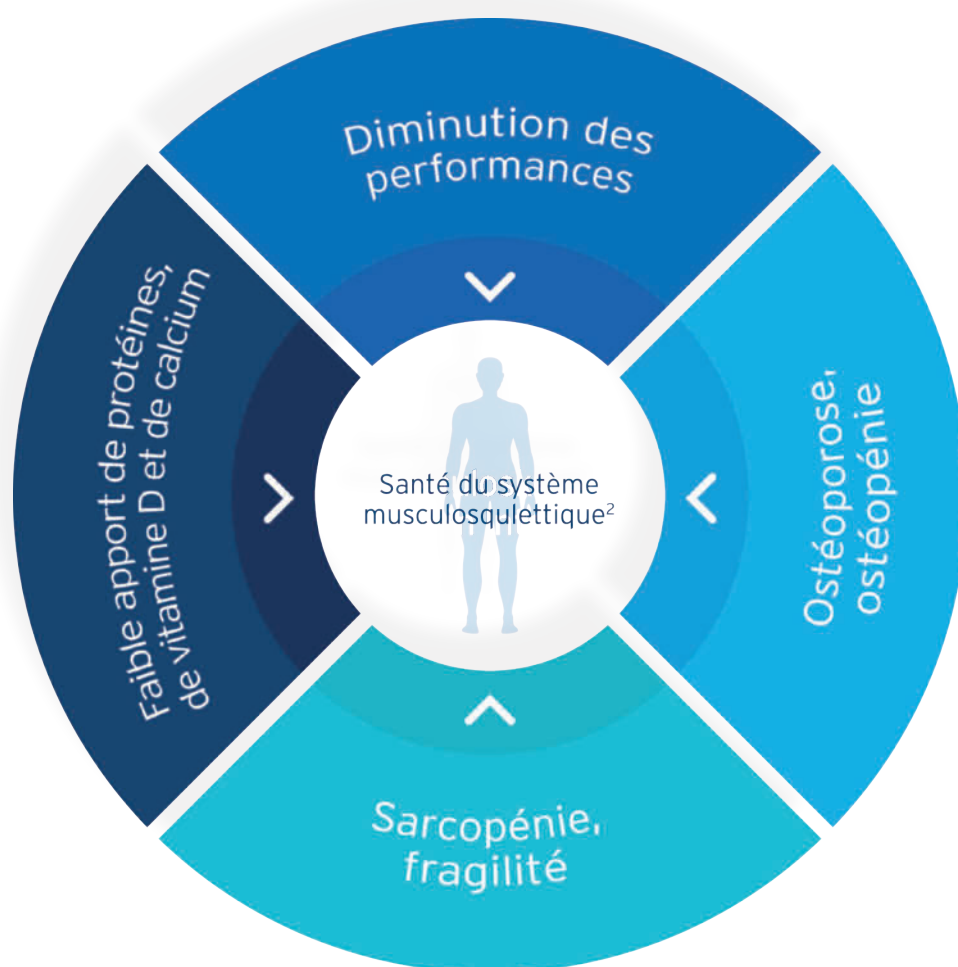 Diminution des
performances
Faible apport de protéines,
de vitamine D et de calcium
Santé du système
musculosqulettique²
Ostéoporose,
ostéopénie
Sarcopénie,
fragilité